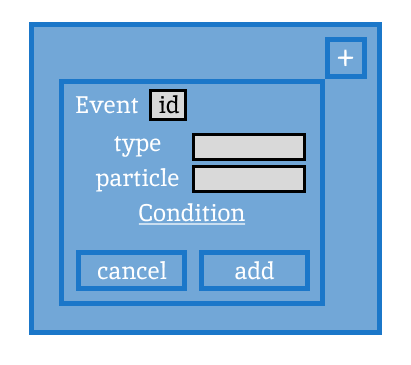 +
Event id
type
particle
Condition
cancel add